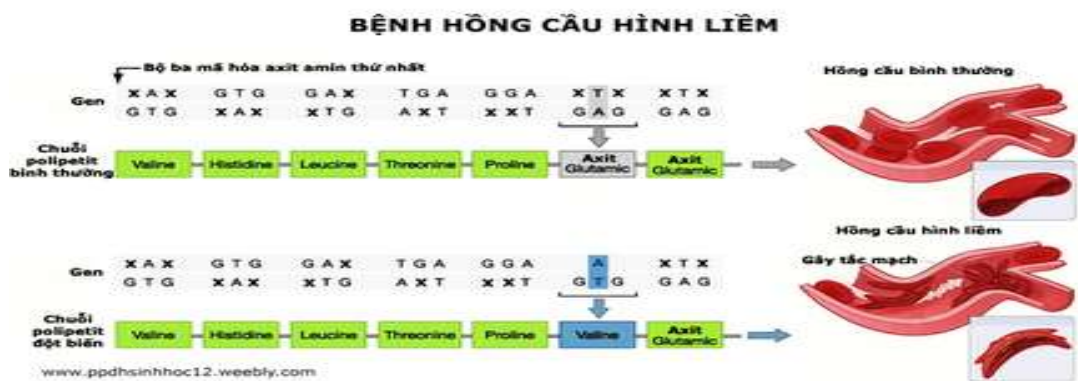 BỆNH HỒNG CẦU HÌNH LIỀM
Bộ ba mã hóa axit amin thứ nhất
Gen
XAX GTG GAX TGA GGA XTX XTX
GTG XAX XTG AXT XXT GAG GAG
Chuỗi
polipetit
bình thường
Valine Histidine Leucine Threonine Proline Axit Glutamic Axit Glutamic
Hồng cầu bình thường
Gen
XAX GTG GAX TGA GGA A XTX
GTG XAX XTG AXT XXT GTG GAG
Chuỗi
polipetit
đột biến
Valine Histidine Leucine Threonine Proline Valine Axit Glutamic
Hồng cầu hình liềm
Gây tắc mạch
www.ppdhsinhhoc12.weebly.com